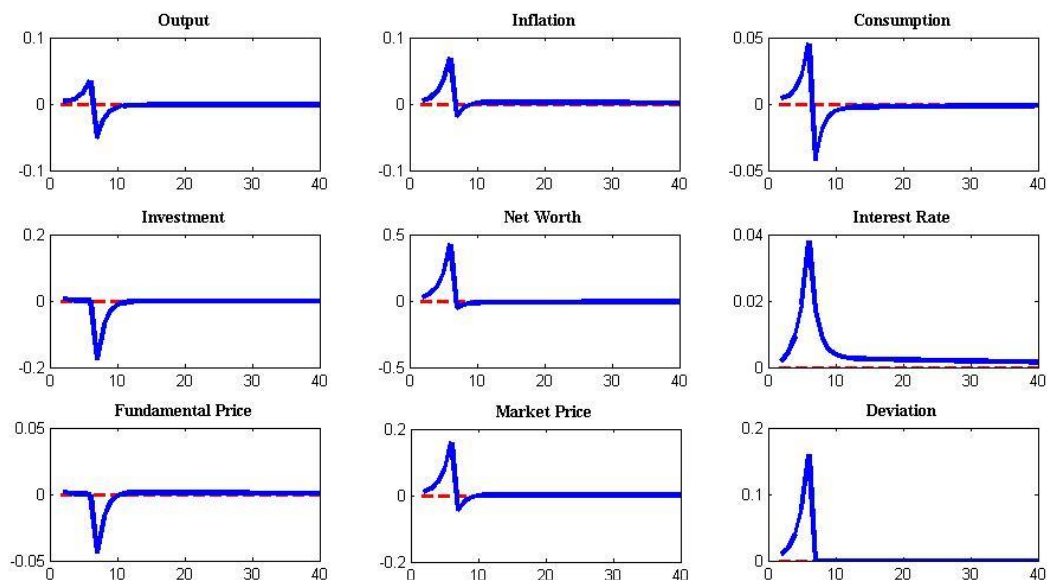 Output
0.1
0
-0.1
0 10 20 30 40
Inflation
0.1
0
-0.1
0 10 20 30 40
Consumption
0.05
0
-0.05
0 10 20 30 40
Investment
0.2
0
-0.2
0 10 20 30 40
Net Worth
0.5
0
-0.5
0 10 20 30 40
Interest Rate
0.04
0.02
0
0 10 20 30 40
Fundamental Price
0.05
0
-0.05
0 10 20 30 40
Market Price
0.2
0
-0.2
0 10 20 30 40
Deviation
0.2
0.1
0
0 10 20 30 40